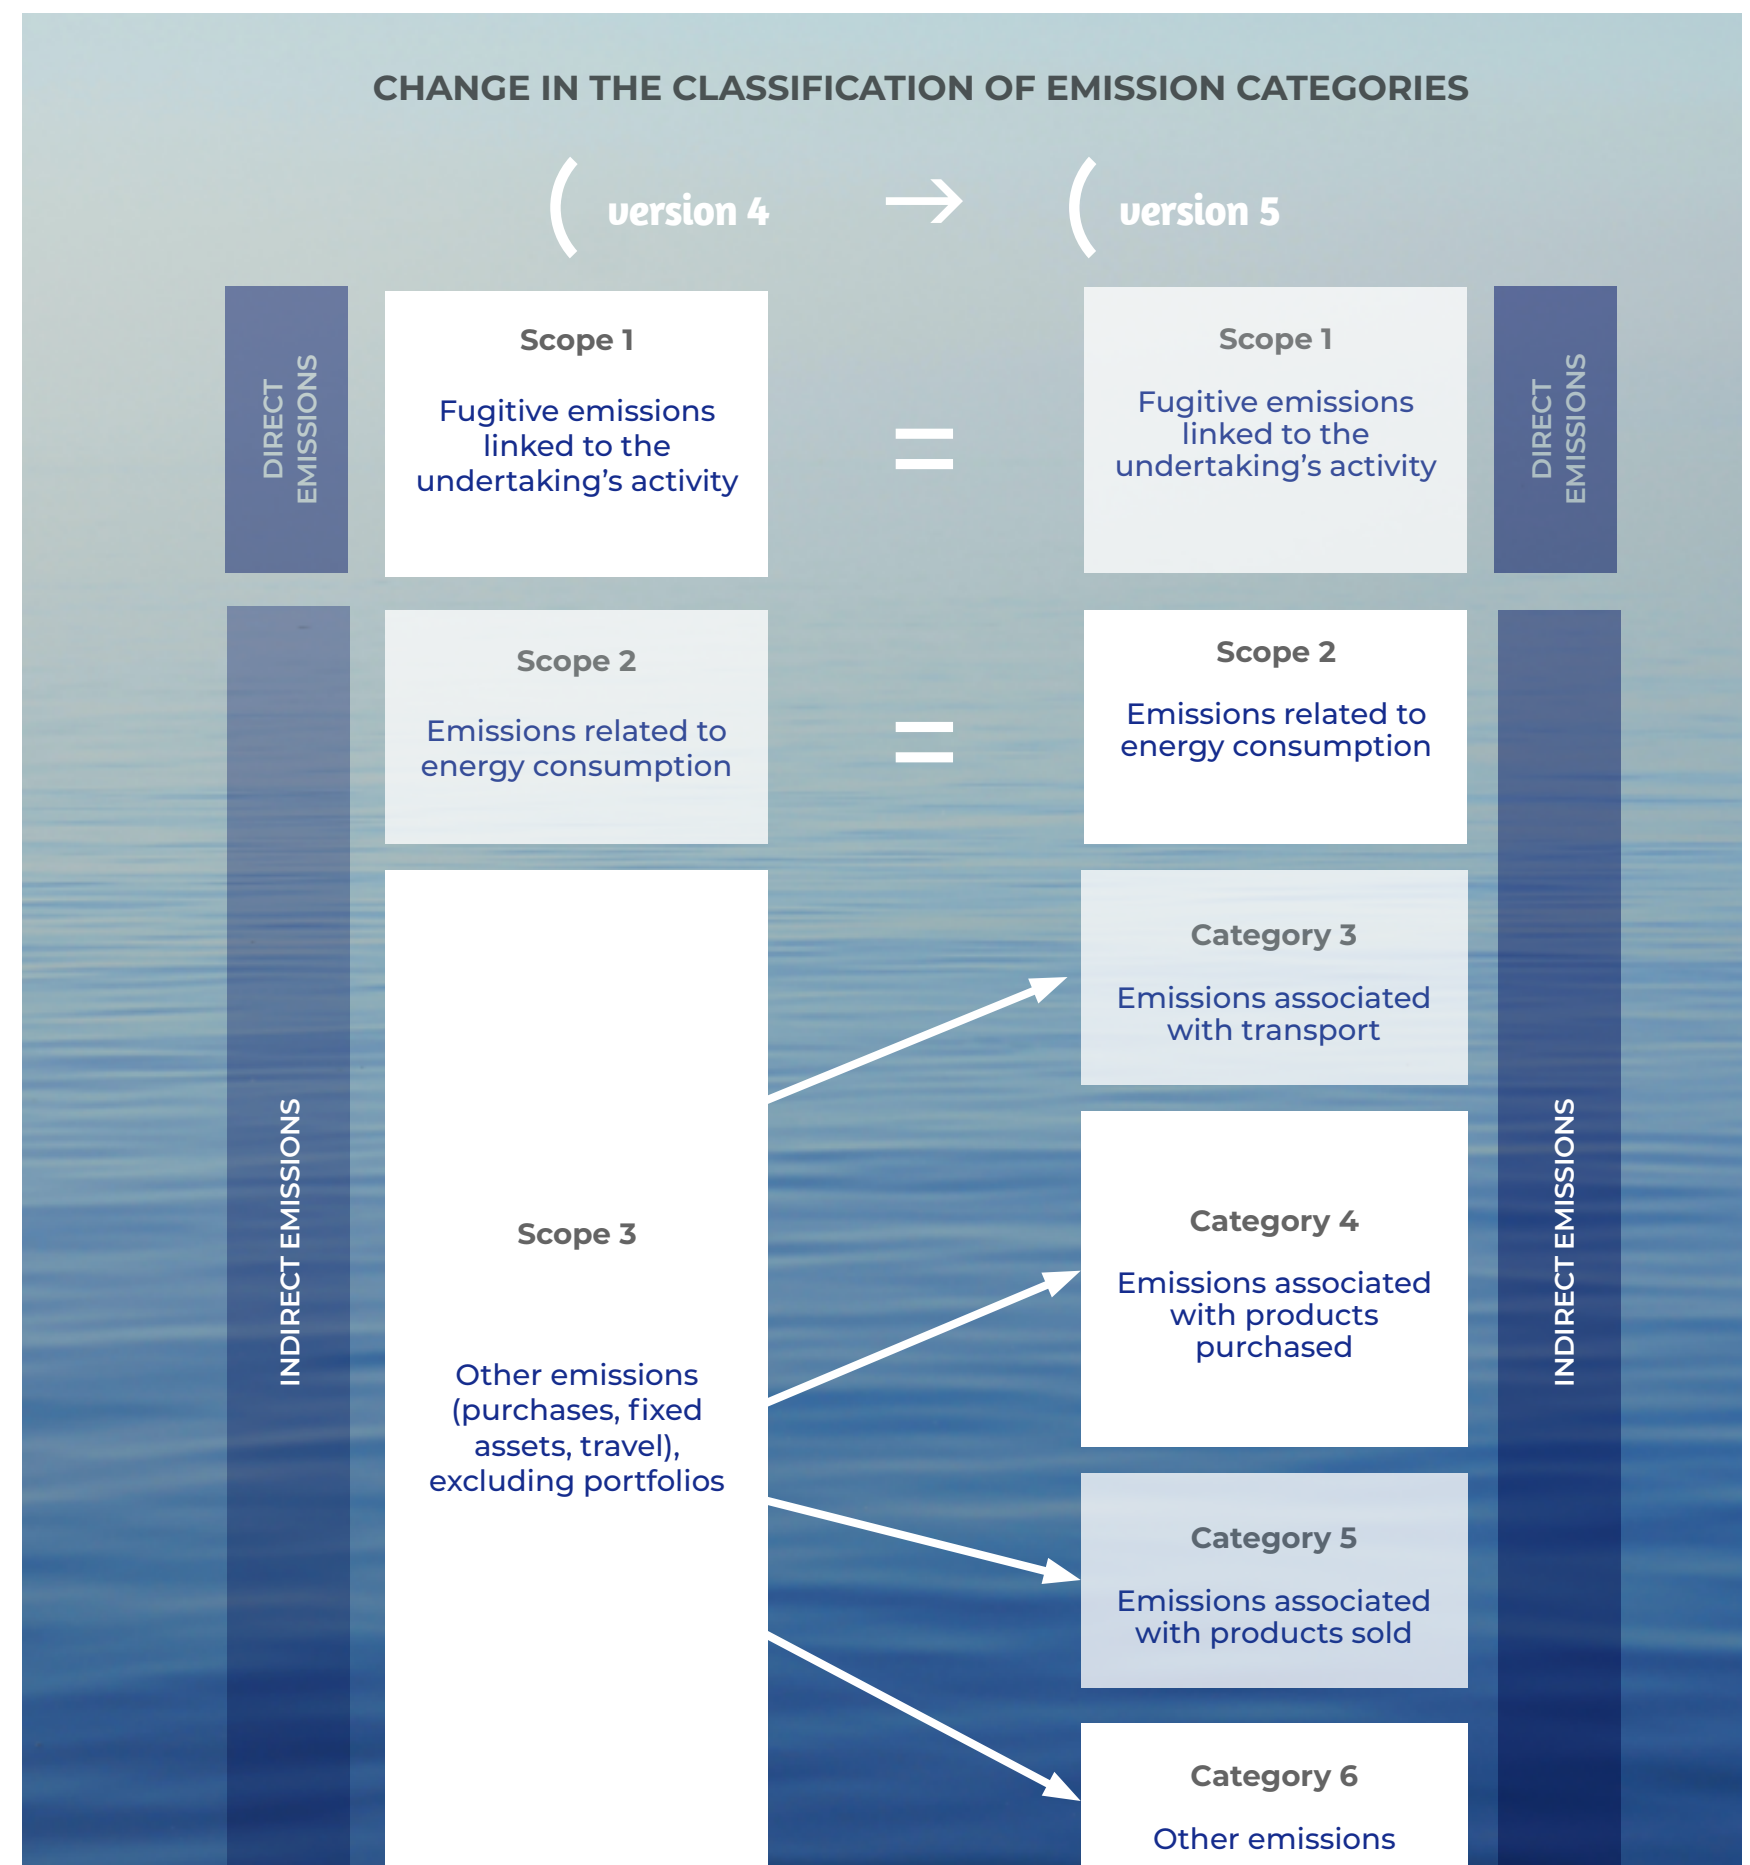 CHANGE IN THE CLASSIFICATION OF EMISSION CATEGORIES
version 4
version 5
DIRECT
EMISSIONS
Scope 1
Fugitive emissions
linked to the
undertaking’s activity
=
Scope 1
Fugitive emissions
linked to the
undertaking’s activity
DIRECT
EMISSIONS
INDIRECT EMISSIONS
Scope 2
Emissions related to
energy consumption
=
Scope 2
Emissions related to
energy consumption
Scope 3
Other emissions
(purchases, fixed
assets, travel),
excluding portfolios
Category 3
Emissions associated
with transport
Category 4
Emissions associated
with products
purchased
Category 5
Emissions associated
with products sold
Category 6
Other emissions
INDIRECT EMISSIONS